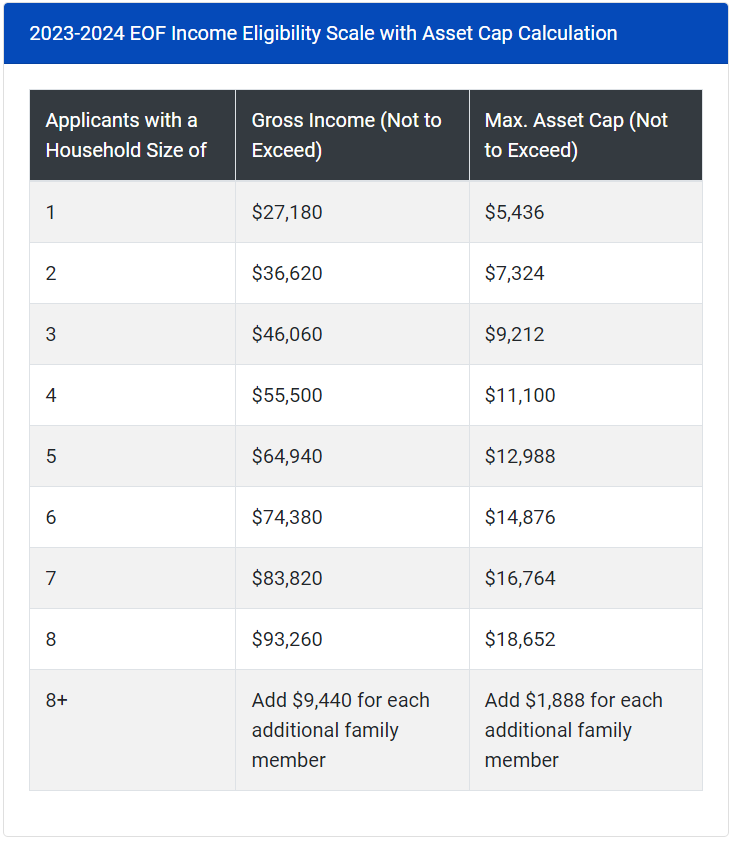 2023-2024 EOF Income Eligibility Scale with Asset Cap Calculation
Applicants with a
Household Size of
Gross Income (Not to
Exceed)
Max. Asset Cap (Not
to Exceed)
1 $27,180 $5,436
2 $36,620 $7,324
3 $46,060 $9,212
4 $55,500 $11,100
5 $64,940 $12,988
6 $74,380 $14,876
7 $83,820 $16,764
8 $93,260 $18,652
8+
Add $9,440 for each
additional family
member
Add $1,888 for each
additional family
member